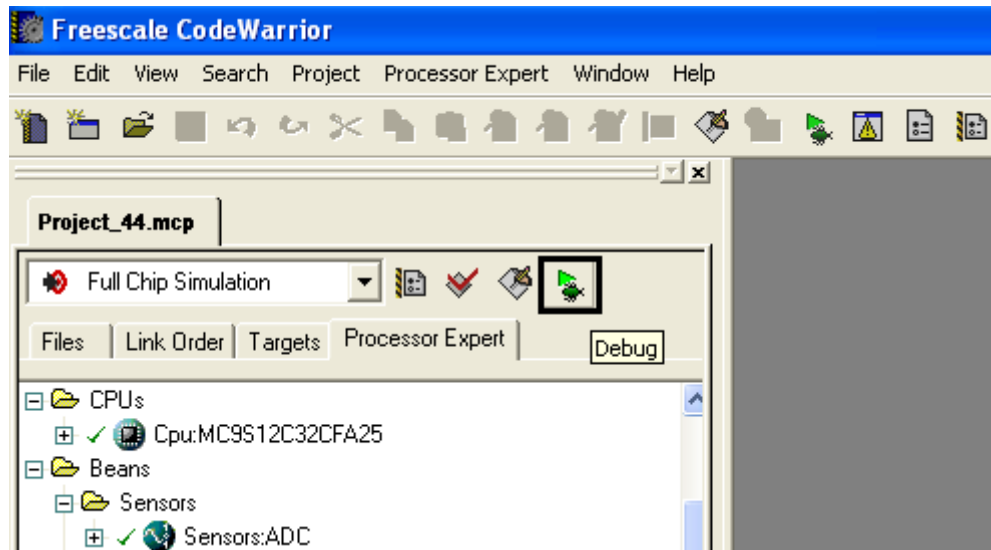 Freescale CodeWarrior
File Edit View Search Project Processor Expert Window Help
Project_44.mcp
Full Chip Simulation
Files Link Order Targets Processor Expert
Debug
CPUs
Cpu:MC9S12C32CFA25
Beans
Sensors
Sensors:ADC